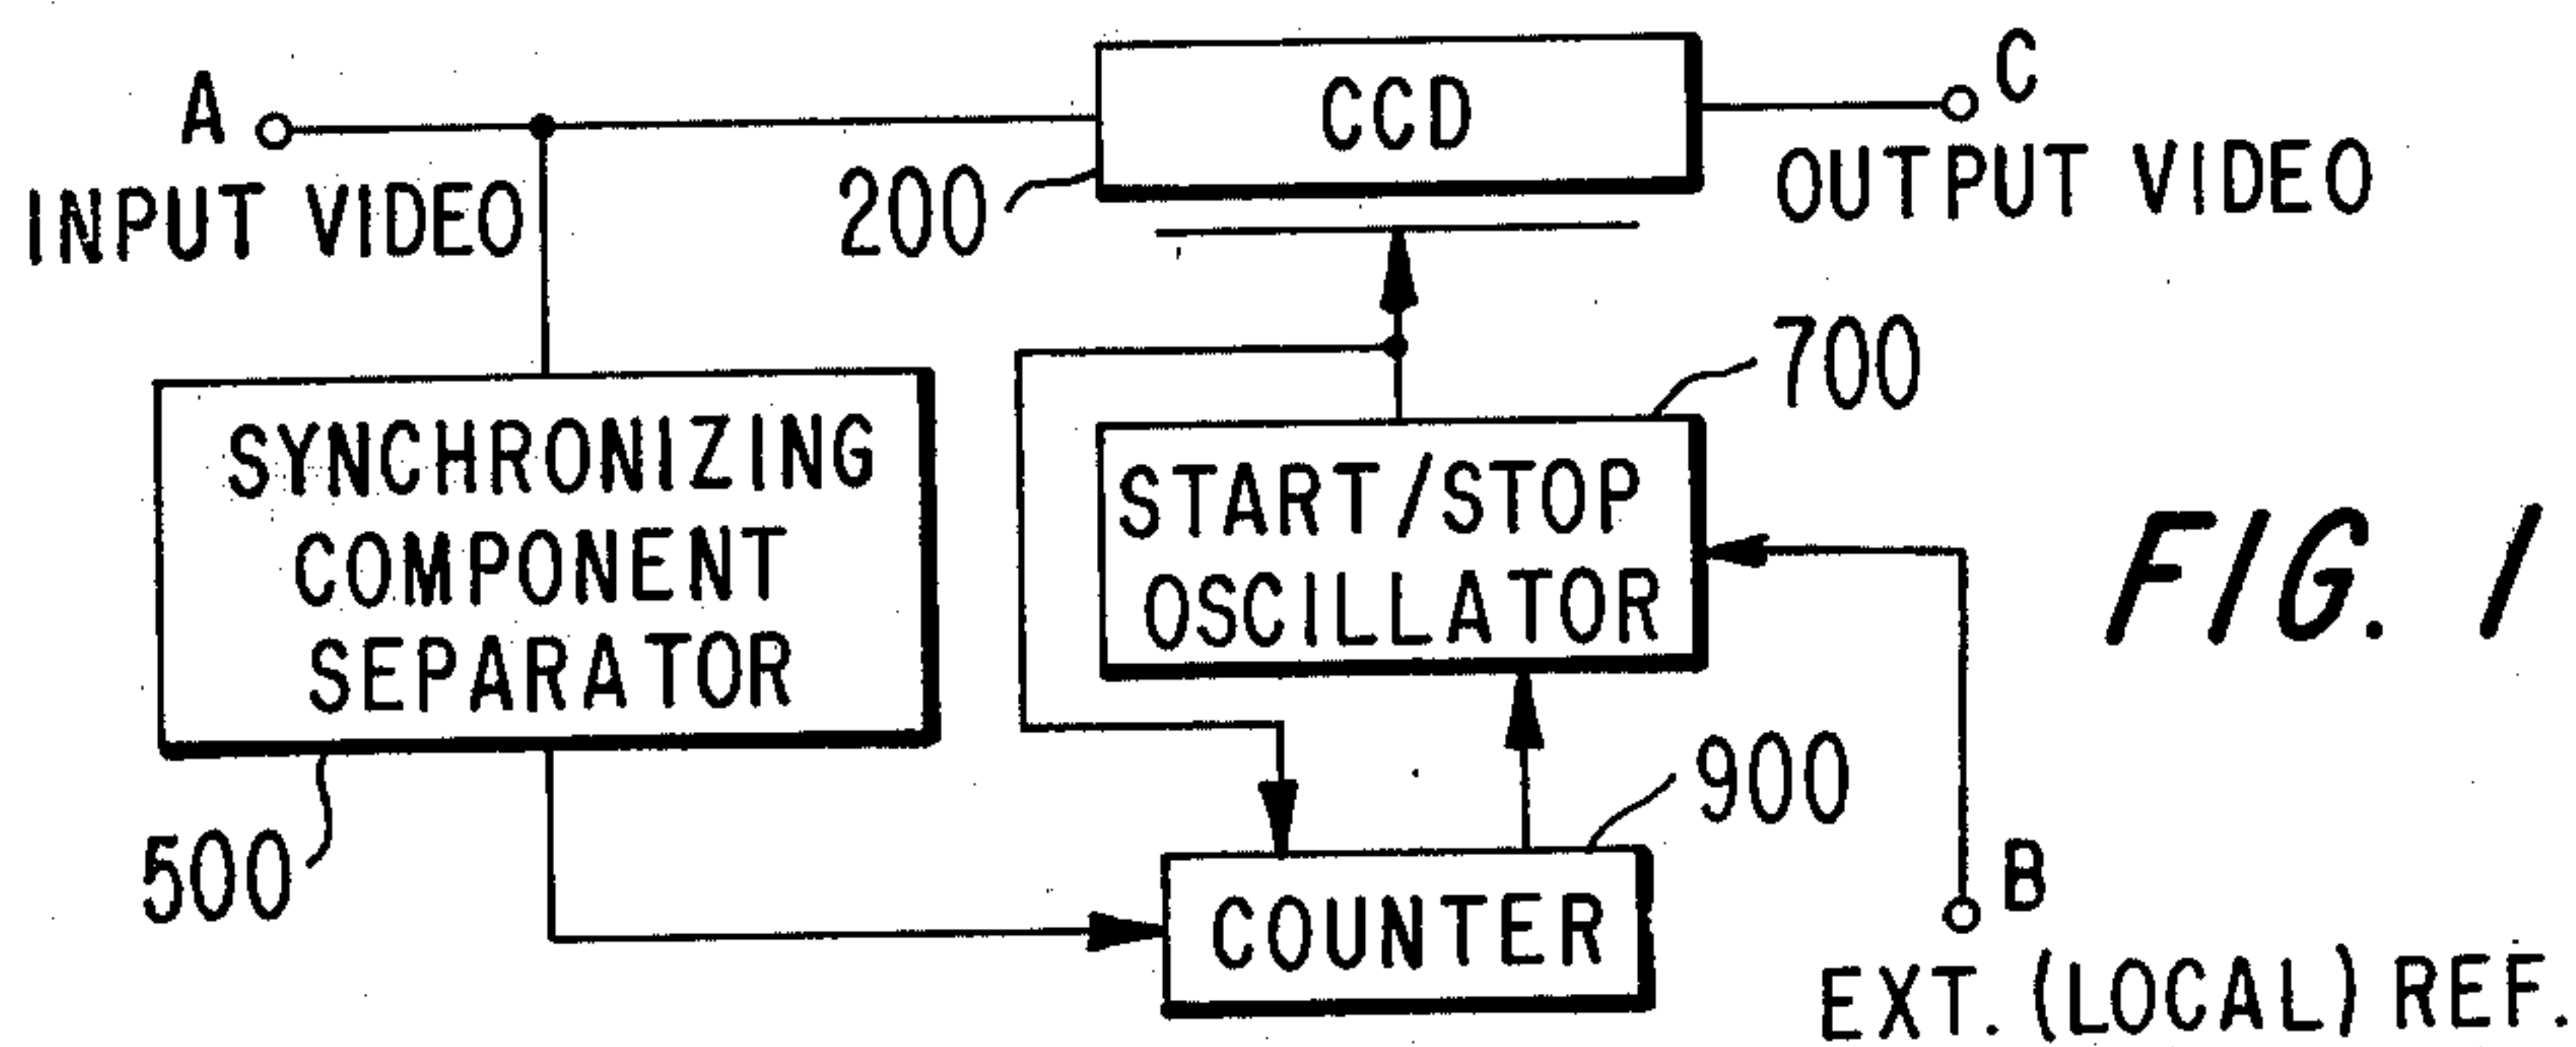 A
INPUT VIDEO
CCD
200
C
OUTPUT VIDEO
SYNCHRONIZING
COMPONENT
SEPARATOR
500
START/STOP
OSCILLATOR
700
COUNTER
900
B
EXT. (LOCAL) REF.
FIG. 1